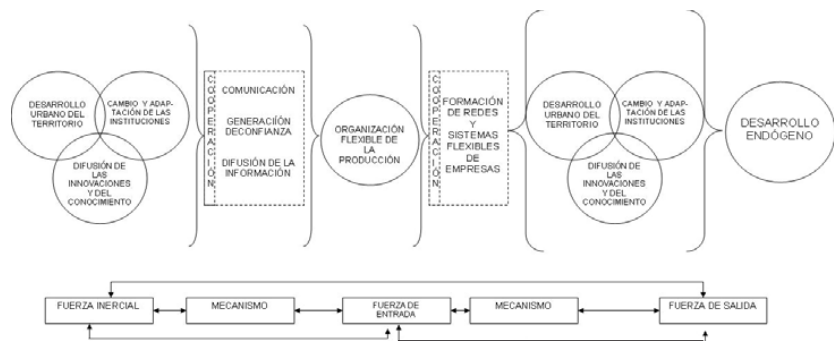 DESARROLLO
URBANO DEL
TERRITORIO
CAMBIO Y ADAP-
TACIÓN DE LAS
INSTITUCIONES
DIFUSIÓN DE
LAS
INNOVACIONES
Y DEL
CONOCIMIENTO
COOPERACIÓN
COMUNICACIÓN
GENERACIÍÓN
DECONFIANZA
DIFUSIÓN DE LA
INFORMACIÓN
ORGANIZACIÓN
FLEXIBLE DE
LA
PRODUCCIÓN
COOPERACIÓN
FORMACIÓN
DE REDES
Y
SISTEMAS
FLEXIBLES
DE
EMPRESAS
DESARROLLO
URBANO DEL
TERRITORIO
CAMBIO Y ADAP-
TACIÓN DE LAS
INSTITUCIONES
DIFUSIÓN DE
LAS
INNOVACIONES
Y DEL
CONOCIMIENTO
DESARROLLO
ENDÓGENO
FUERZA INERCIAL
MECANISMO
FUERZA DE
ENTRADA
MECANISMO
FUERZA DE SALIDA